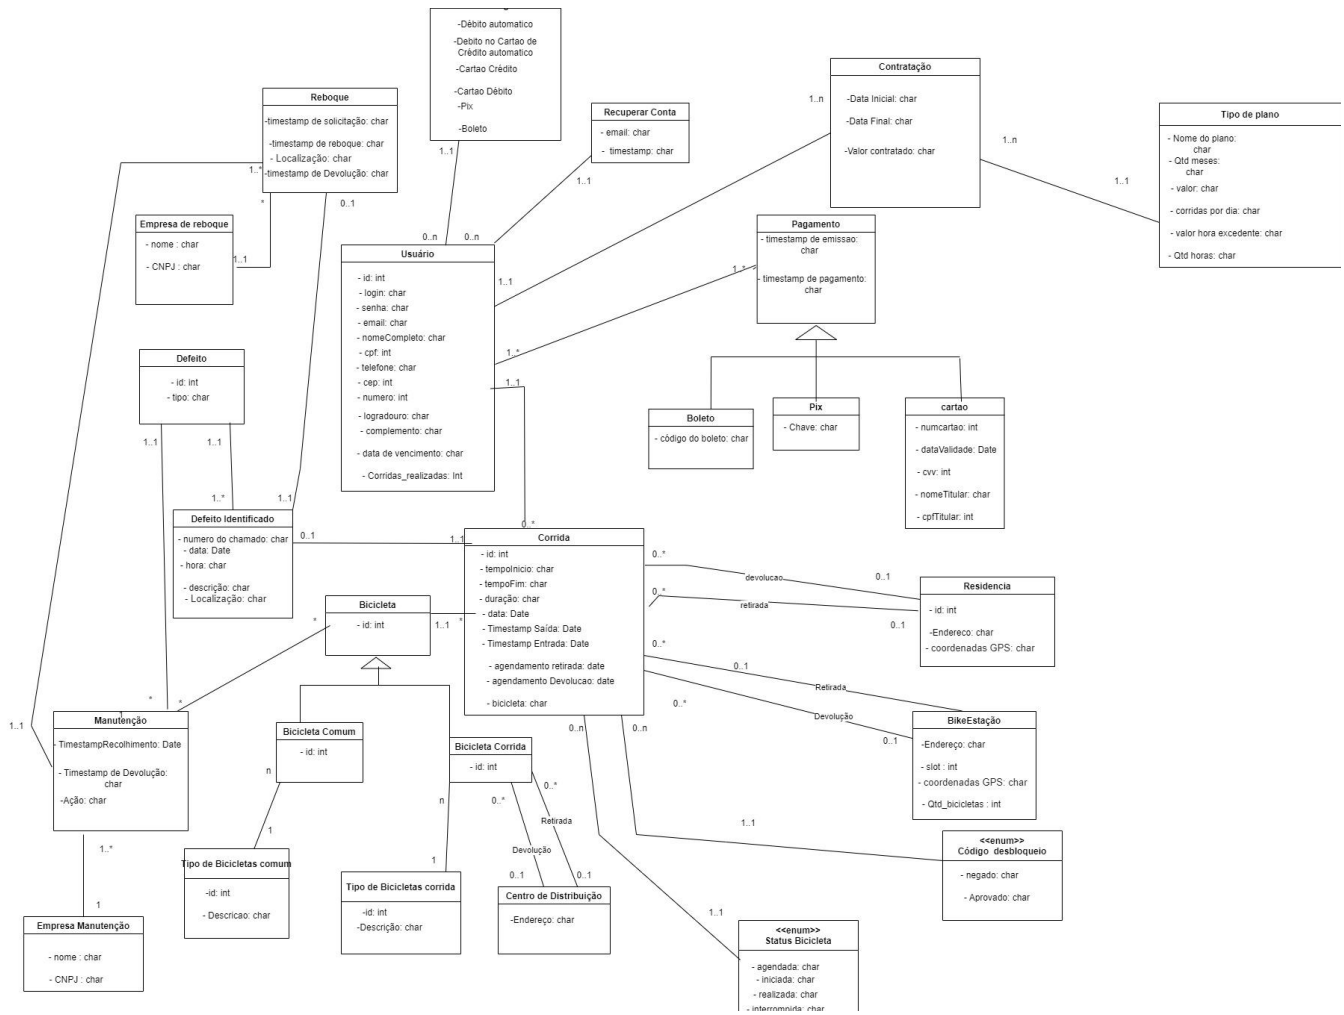 -Débito automatico
-Debito no Cartao de
Crédito automatico
-Cartao Crédito
-Cartao Débito
-Pix
-Boleto
1..1
0..n
Reboque
-timestamp de solicitação: char
-timestamp de reboque: char
- Localização: char
-timestamp de Devolução: char
1..*
*
0..1
Recuperar Conta
- email: char
- timestamp: char
1..1
0..n
Contratação
-Data Inicial: char
-Data Final: char
-Valor contratado: char
1..n
1..n
Tipo de plano
- Nome do plano:
char
- Qtd meses:
char
- valor: char
- corridas por dia: char
- valor hora excedente: char
- Qtd horas: char
1..1
Empresa de reboque
- nome : char
- CNPJ : char
1..1
Usuário
- id: int
- login: char
- senha: char
- email: char
- nomeCompleto: char
- cpf: int
- telefone: char
- cep: int
- numero: int
- logradouro: char
- complemento: char
- data de vencimento: char
- Corridas_realizadas: Int
1..1
1..*
1..1
Pagamento
- timestamp de emissao:
char
- timestamp de pagamento:
char
1..*
Boleto
- código do boleto: char
Pix
- Chave: char
cartao
- numcartao: int
- dataValidade: Date
- cvv: int
- nomeTitular: char
- cpfTitular: int
Defeito
- id: int
- tipo: char
1..1
1..1
1..*
1..1
Defeito Identificado
- numero do chamado: char
- data: Date
- hora: char
- descrição: char
- Localização: char
0..1
1..1
0..*
Corrida
- id: int
- tempoInicio: char
- tempoFim: char
- duração: char
- data: Date
- Timestamp Saída: Date
- Timestamp Entrada: Date
- agendamento retirada: date
- agendamento Devolucao: date
- bicicleta: char
0..*
devolucao
0..1
0..*
retirada
0..1
Residencia
- id: int
-Endereco: char
- coordenadas GPS: char
Bicicleta
- id: int
1..1
*
*
*
*
0..*
0..1
Retirada
0..*
Devolução
0..1
BikeEstação
-Endereço: char
- slot : int
- coordenadas GPS: char
- Qtd_bicicletas : int
1
Manutenção
- TimestampRecolhimento: Date
- Timestamp de Devolução:
char
-Ação: char
1..1
1..*
1
Bicicleta Comum
- id: int
n
1
Bicicleta Corrida
- id: int
n
1
0..*
0..*
Retirada
Devolução
0..1
0..1
0..n
0..n
1..1
1..1
<<enum>>
Código desbloqueio
- negado: char
- Aprovado: char
Tipo de Bicicletas comum
-id: int
- Descricao: char
Tipo de Bicicletas corrida
-id: int
-Descrição: char
Centro de Distribuição
-Endereço: char
Empresa Manutenção
- nome : char
- CNPJ : char
<<enum>>
Status Bicicleta
- agendada: char
- iniciada: char
- realizada: char
- interrompida: char